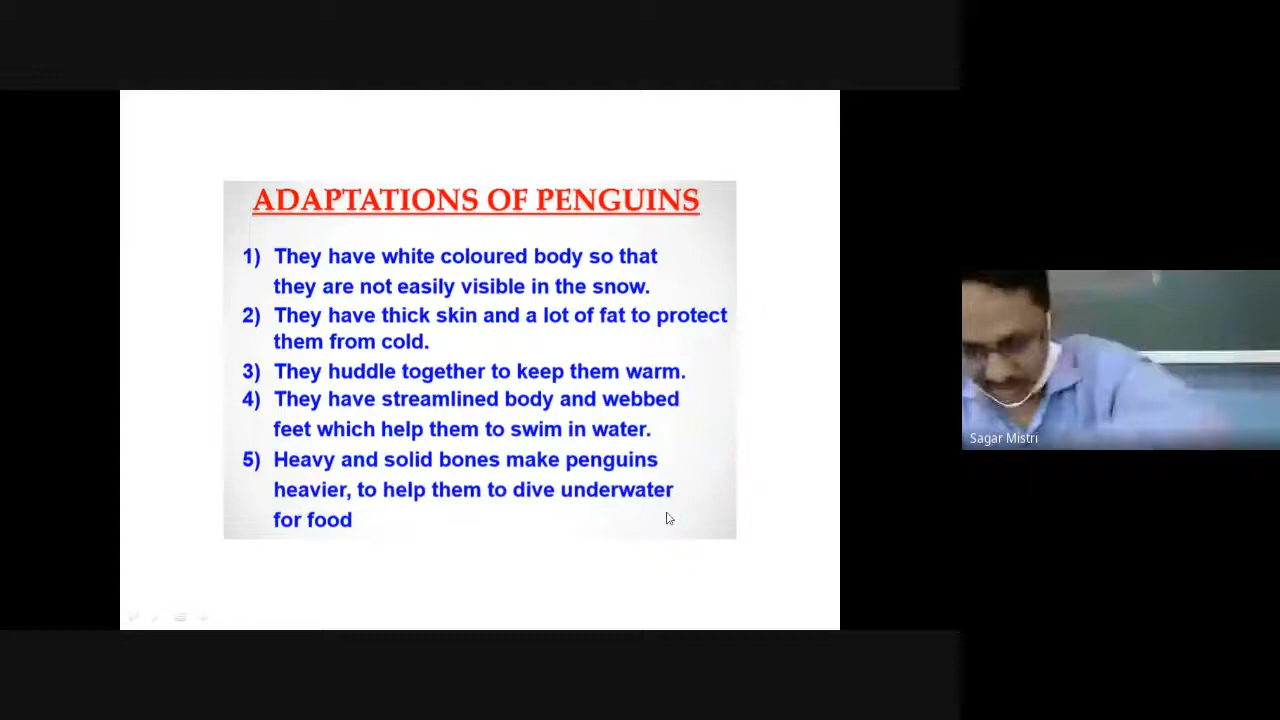 ADAPTATIONS OF PENGUINS
1) They have white coloured body so that
they are not easily visible in the snow.
2) They have thick skin and a lot of fat to protect
them from cold.
3) They huddle together to keep them warm.
4) They have streamlined body and webbed
feet which help them to swim in water.
5) Heavy and solid bones make penguins
heavier, to help them to dive underwater
for food
Sagar Mistri